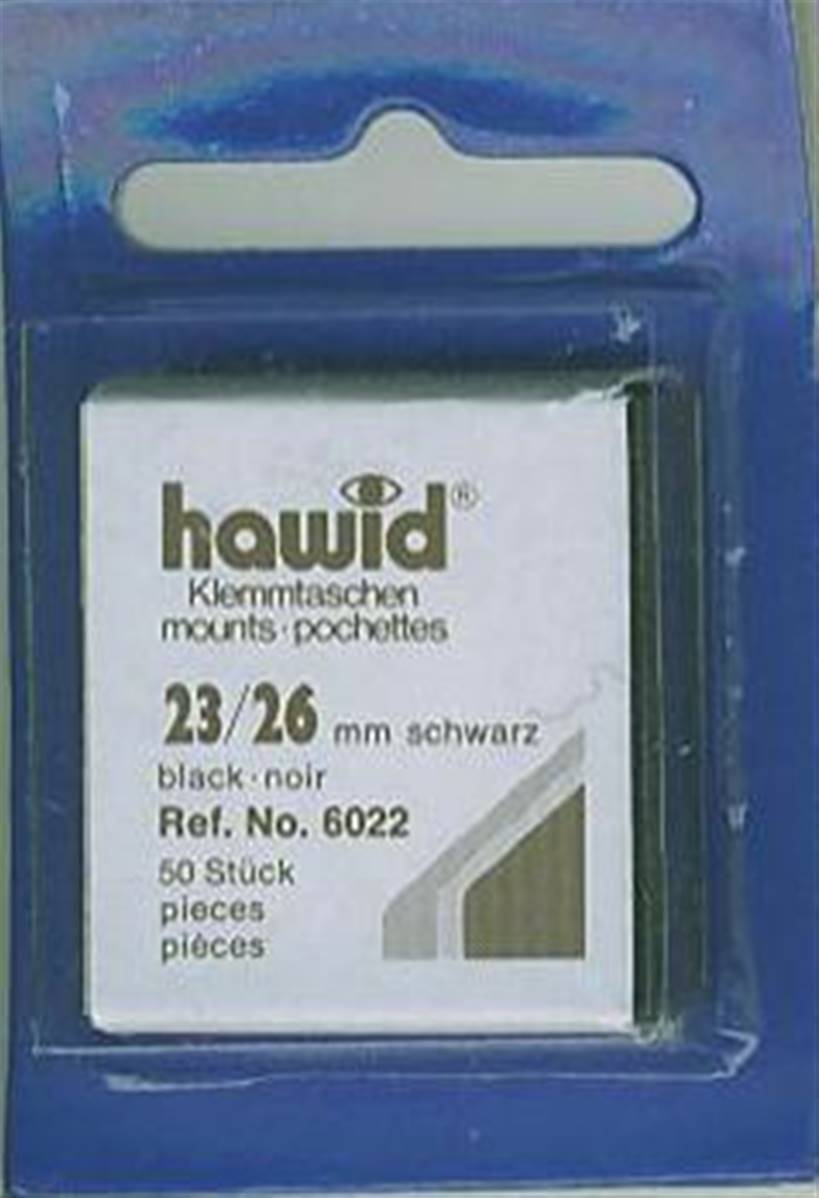 hawid®
Klemmtaschen
mounts · pochettes
23/26 mm schwarz
black · noir
Ref. No. 6022
50 Stück
pieces
pièces